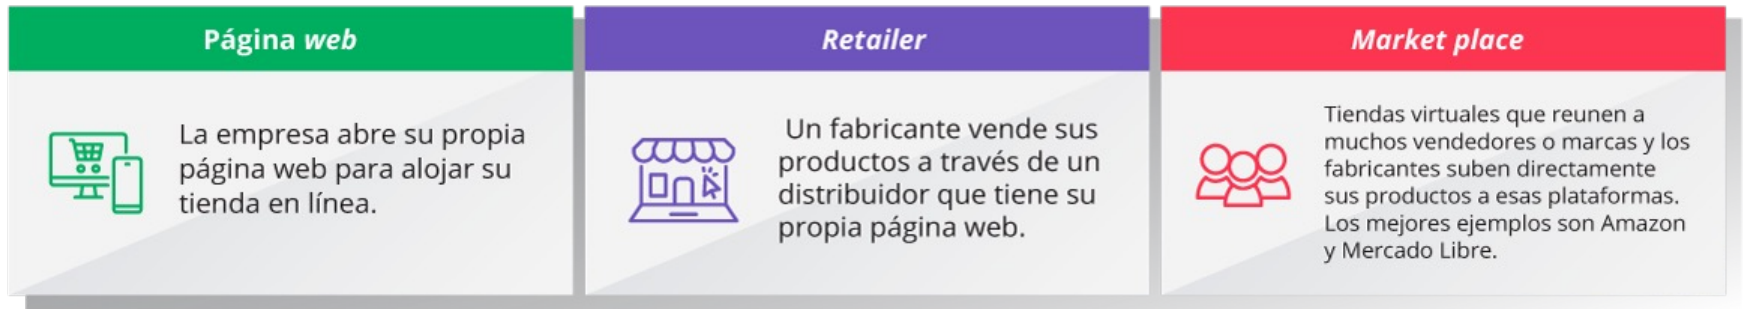 Página web
La empresa abre su propia
página web para alojar su
tienda en línea.
Retailer
Un fabricante vende sus
productos a través de un
distribuidor que tiene su
propia página web.
Market place
Tiendas virtuales que reunen a
muchos vendedores o marcas y los
fabricantes suben directamente
sus productos a esas plataformas.
Los mejores ejemplos son Amazon
y Mercado Libre.